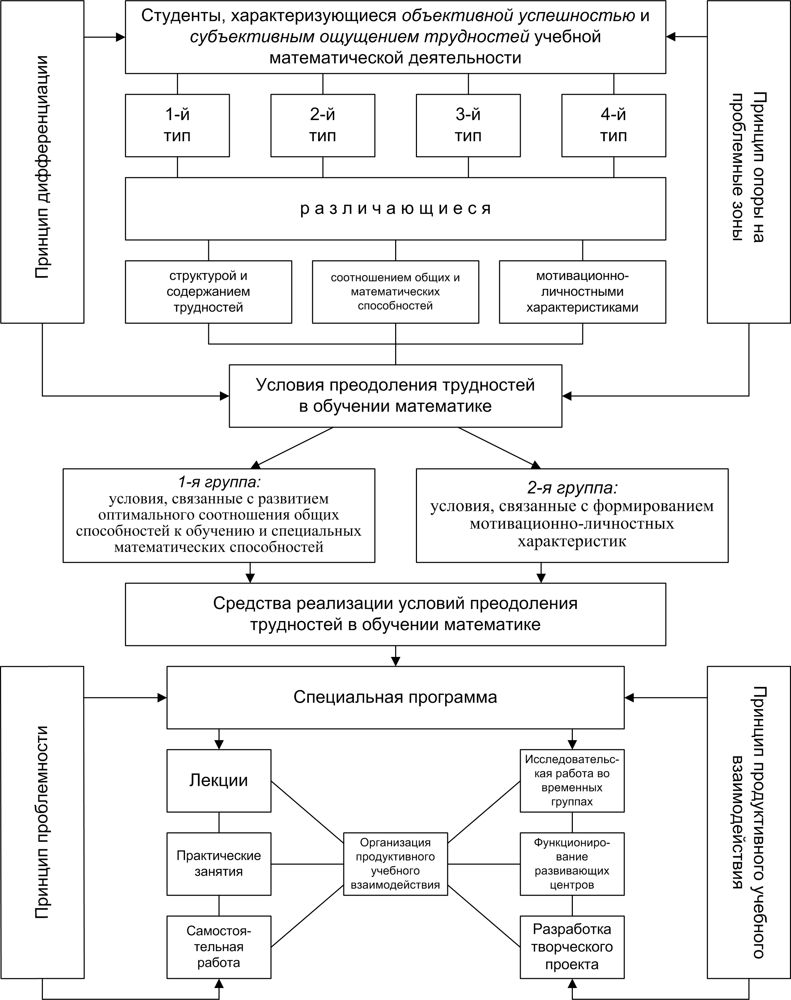 Принцип дифференциации
Студенты, характеризующиеся объективной успешностью и
субъективным ощущением трудностей учебной
математической деятельности
Принцип опоры на
проблемные зоны
1-й
тип
2-й
тип
3-й
тип
4-й
тип
различающиеся
структурой и
содержанием
трудностей
соотношением общих и
математических
способностей
мотивационно-
личностными
характеристиками
Условия преодоления трудностей
в обучении математике
1-я группа:
условия, связанные с развитием
оптимального соотношения общих
способностей к обучению и специальных
математических способностей
2-я группа:
условия, связанные с формированием
мотивационно-личностных
характеристик
Средства реализации условий преодоления
трудностей в обучении математике
Принцип проблемности
Специальная программа
Принцип продуктивного учебного
взаимодействия
Лекции
Исследовательс-
кая работа во
временных
группах
Практические
занятия
Организация
продуктивного
учебного
взаимодействия
Функциониро-
вание
развивающих
центров
Самостоя-
тельная
работа
Разработка
творческого
проекта